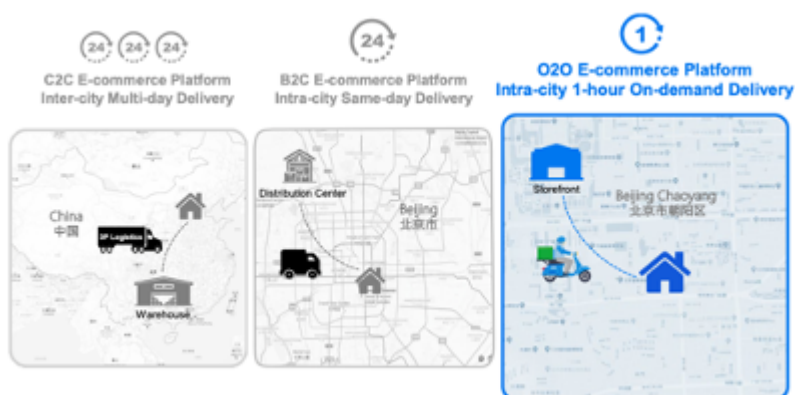 24 24 24
C2C E-commerce Platform
Inter-city Multi-day Delivery
China
中国
3P Logistics
Warehouse
24
B2C E-commerce Platform
Intra-city Same-day Delivery
Distribution Center
Beijing
北京市
1
O2O E-commerce Platform
Intra-city 1-hour On-demand Delivery
Storefront
Beijing Chaoyang
北京市朝阳区